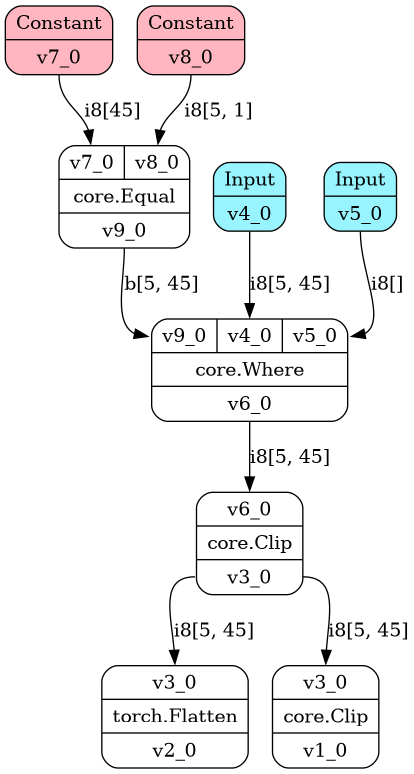 Constant
v7_0
Constant
v8_0
i8[45]
i8[5, 1]
v7_0
v8_0
core.Equal
v9_0
Input
v4_0
Input
v5_0
b[5, 45]
i8[5, 45]
i8[]
v9_0
v4_0
v5_0
core.Where
v6_0
i8[5, 45]
v6_0
core.Clip
v3_0
i8[5, 45]
i8[5, 45]
v3_0
torch.Flatten
v2_0
v3_0
core.Clip
v1_0